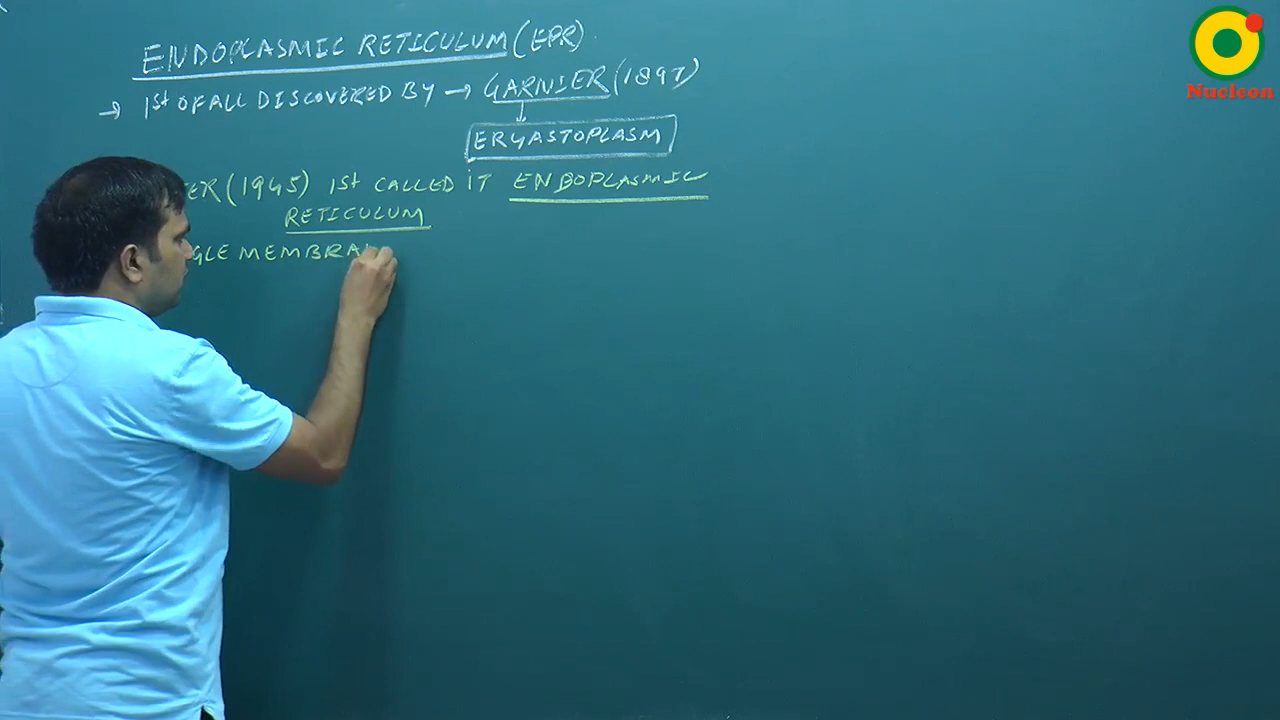 ENDOPLASMIC RETICULUM (EPR)
→ 1st OF ALL DISCOVERED BY → GARNIER (1897)
ERGASTOPLASM
(1945) 1st CALLED iT ENDOPLASMIC
RETICULUM
MEMBRA
Nucleon